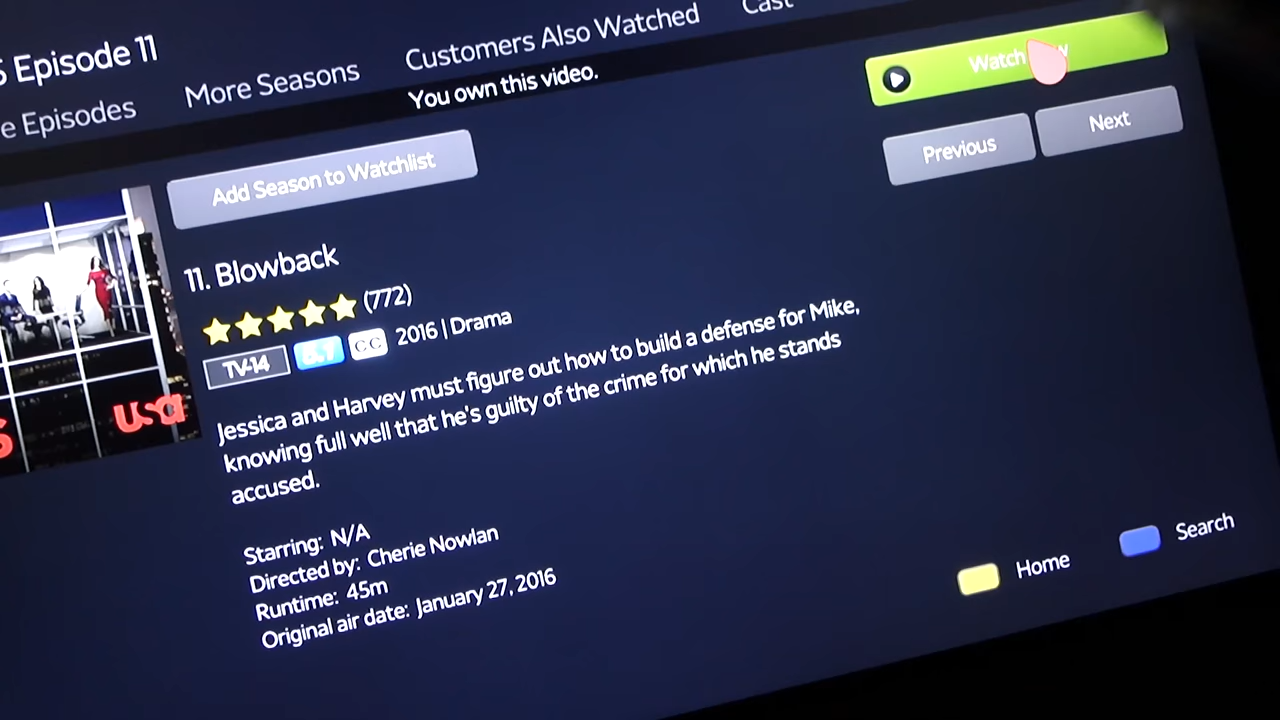 5 Episode 11
Customers Also Watched
Cast
e Episodes
More Seasons
You own this video.
Watch
Previous
Next
Add Season to Watchlist
11. Blowback
(772)
TV-14
5.1
CC
2016 | Drama
Jessica and Harvey must figure out how to build a defense for Mike,
knowing full well that he's guilty of the crime for which he stands
accused.
S
usa
Starring: N/A
Directed by: Cherie Nowlan
Runtime: 45m
Original air date: January 27, 2016
Home
Search